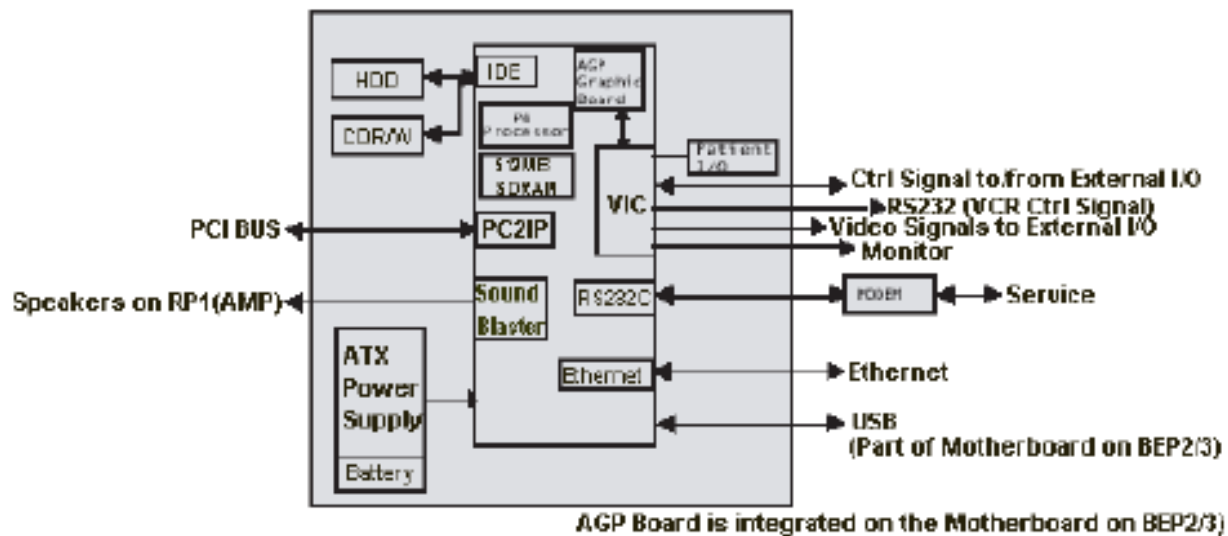 HDD
IDE
AGP
Graphic
Board
CDR/W
P4
Processor
512MB
SDRAM
Patient
I/O
VIC
Ctrl Signal to/from External I/O
RS232 (VCR Ctrl Signal)
Video Signals to External I/O
Monitor
PCI BUS
PC2IP
Speakers on RP1(AMP)
Sound
Blaster
RS232C
MODEM
Service
ATX
Power
Supply
Battery
Ethernet
Ethernet
USB
(Part of Motherboard on BEP2/3)
AGP Board is integrated on the Motherboard on BEP2/3)